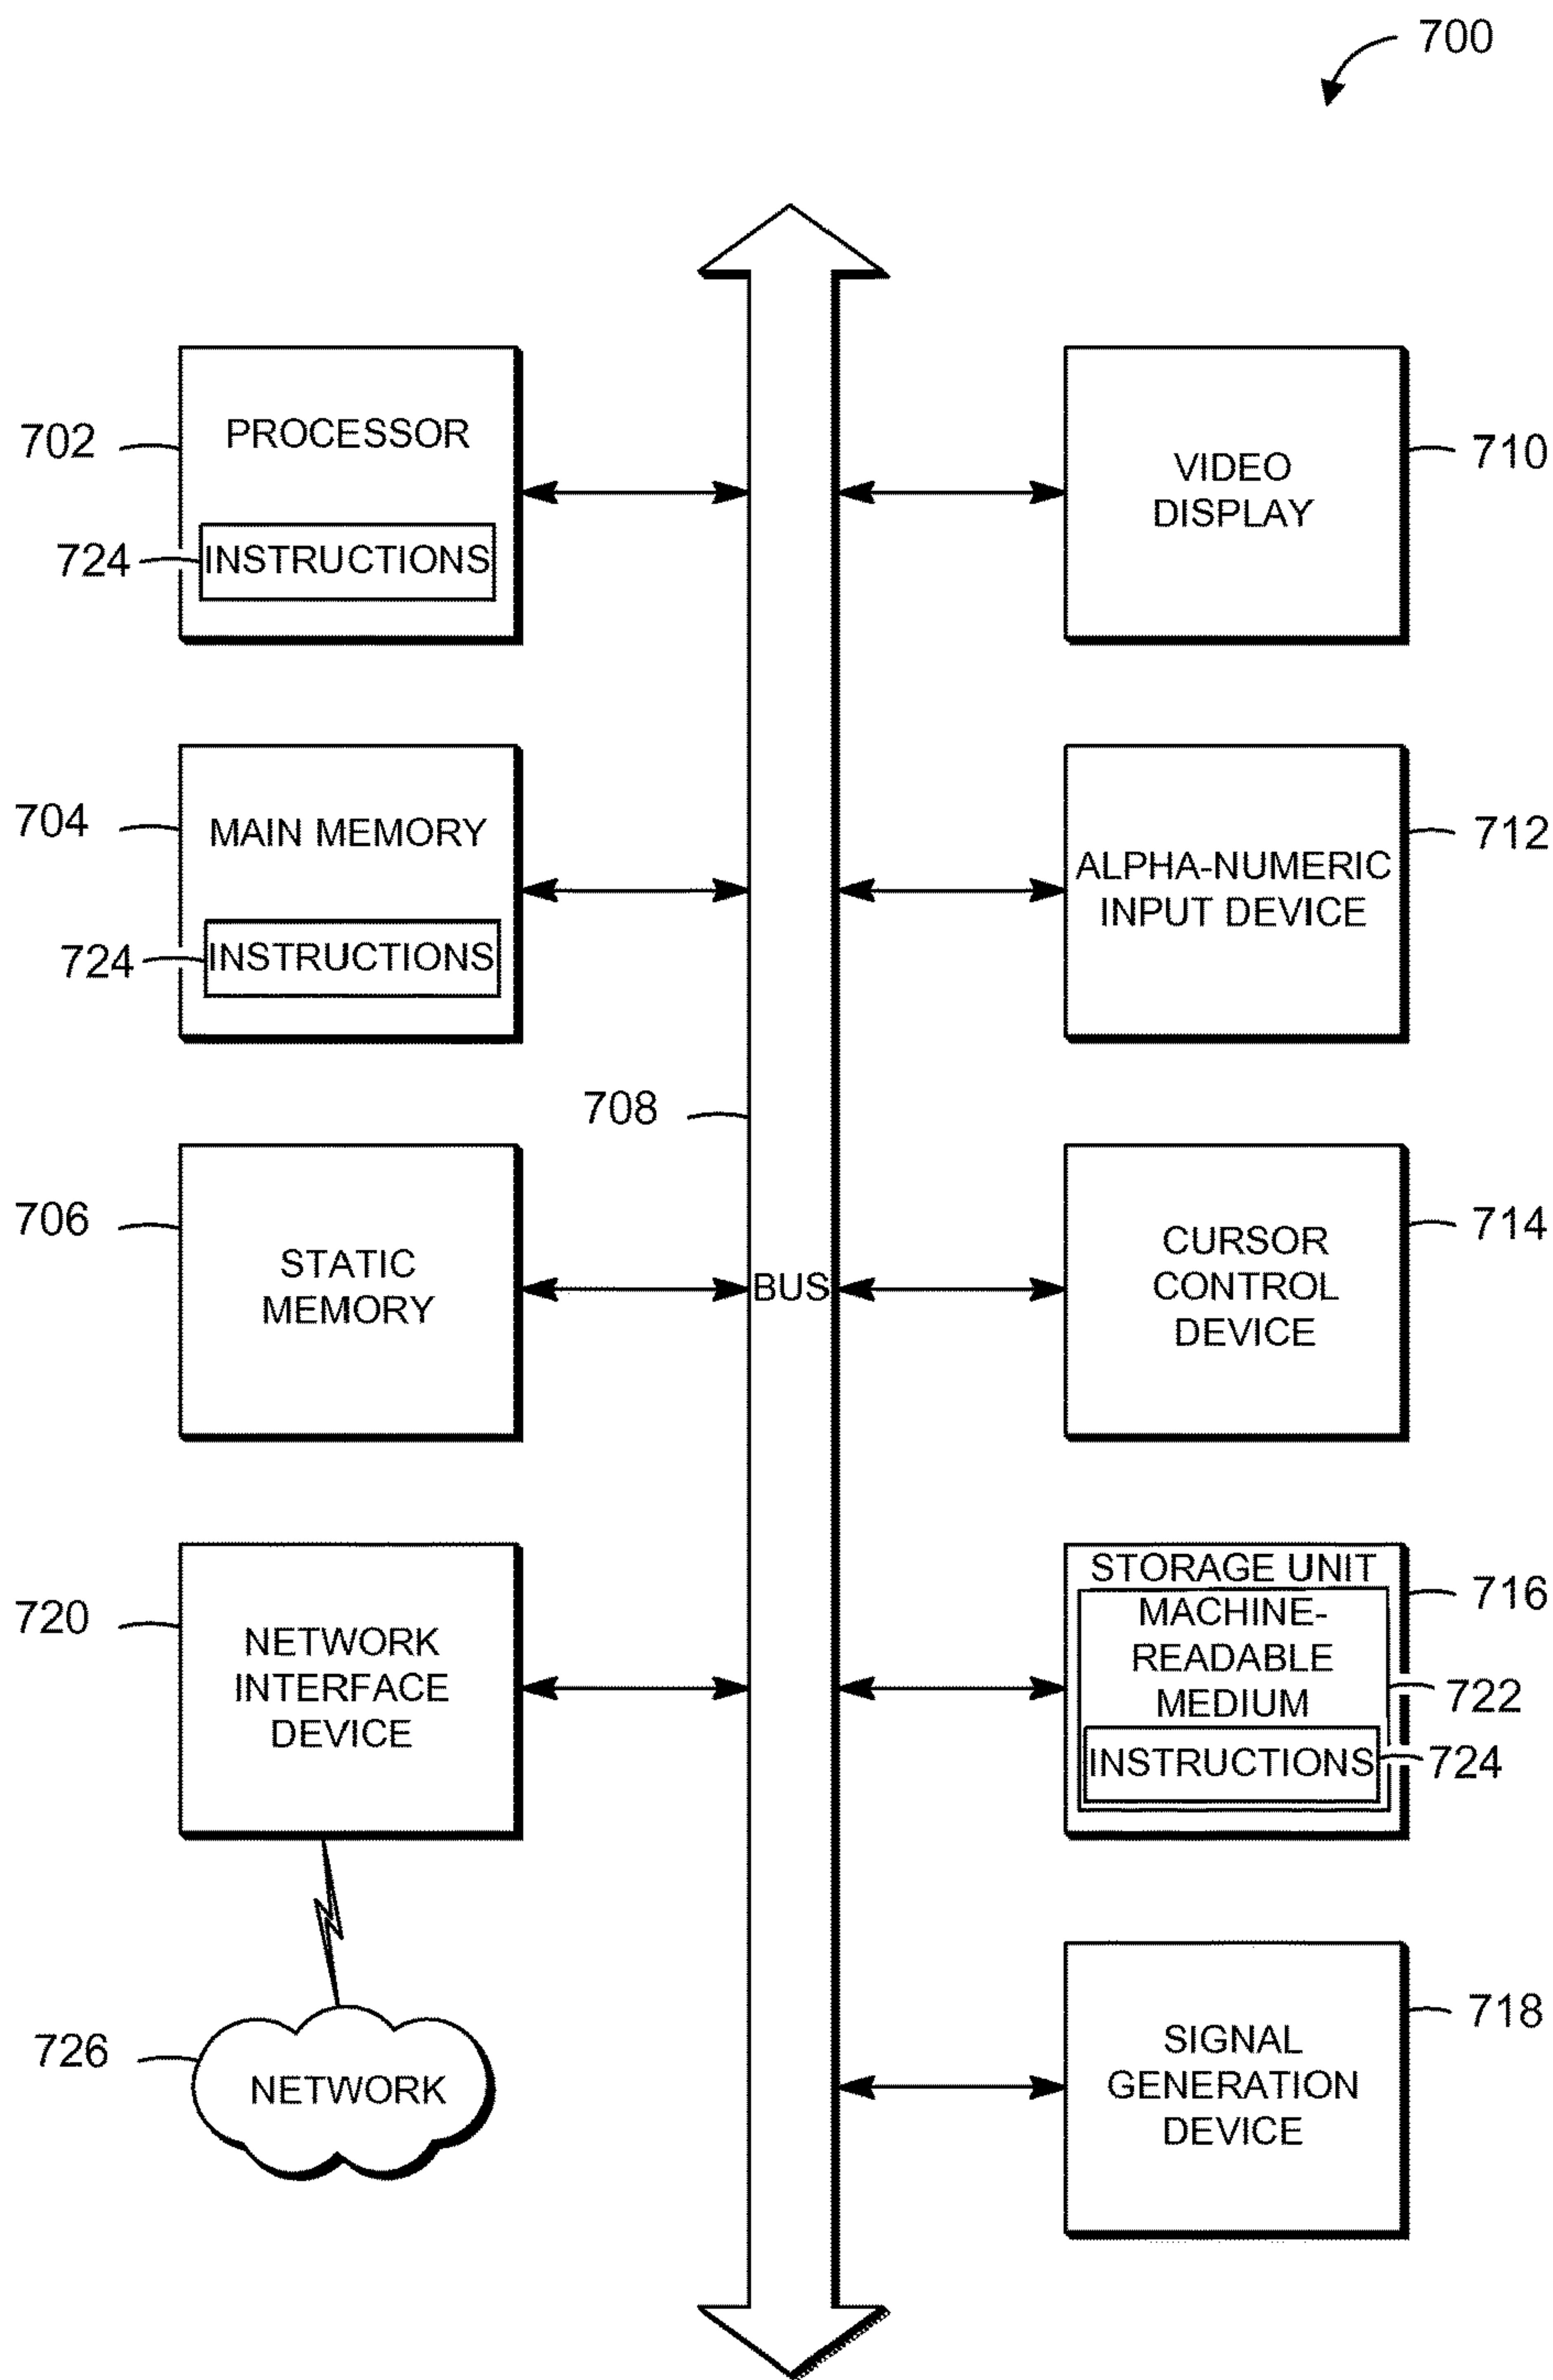 700
702
PROCESSOR
724
INSTRUCTIONS
710
VIDEO
DISPLAY
704
MAIN MEMORY
724
INSTRUCTIONS
712
ALPHA-NUMERIC
INPUT DEVICE
708
BUS
706
STATIC
MEMORY
714
CURSOR
CONTROL
DEVICE
720
NETWORK
INTERFACE
DEVICE
STORAGE UNIT
716
MACHINE-
READABLE
MEDIUM
722
INSTRUCTIONS
724
726
NETWORK
718
SIGNAL
GENERATION
DEVICE